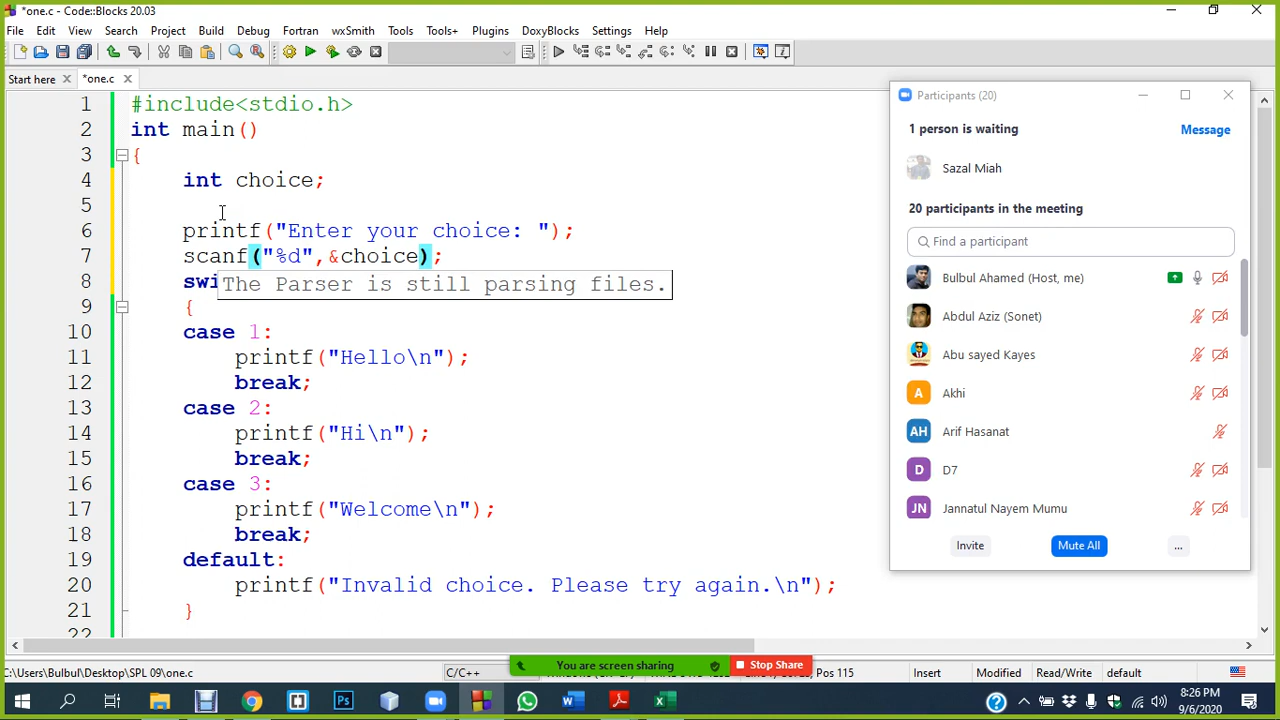 *one.c - Code::Blocks 20.03
File Edit View Search Project Build Debug Fortran wxSmith Tools Tools+ Plugins DoxyBlocks Settings Help
Start here *one.c
1 #include<stdio.h>
2 int main()
3 {
4 int choice;
5
6 printf("Enter your choice: ");
7 scanf("%d",&choice);
8 swi
The Parser is still parsing files.
9 {
10 case 1:
11 printf("Hello\n");
12 break;
13 case 2:
14 printf("Hi\n");
15 break;
16 case 3:
17 printf("Welcome\n");
18 break;
19 default:
20 printf("Invalid choice. Please try again.\n");
21 }
Participants (20)
1 person is waiting Message
Sazal Miah
20 participants in the meeting
Find a participant
Bulbul Ahamed (Host, me)
Abdul Aziz (Sonet)
Abu sayed Kayes
A Akhi
AH Arif Hasanat
D D7
JN Jannatul Nayem Mumu
Invite Mute All ...
You are screen sharing Stop Share
C:\Users\Bulbul\Desktop\SPL 09\one.c C/C++ Pos 115 Insert Modified Read/Write default
8:26 PM
9/6/2020